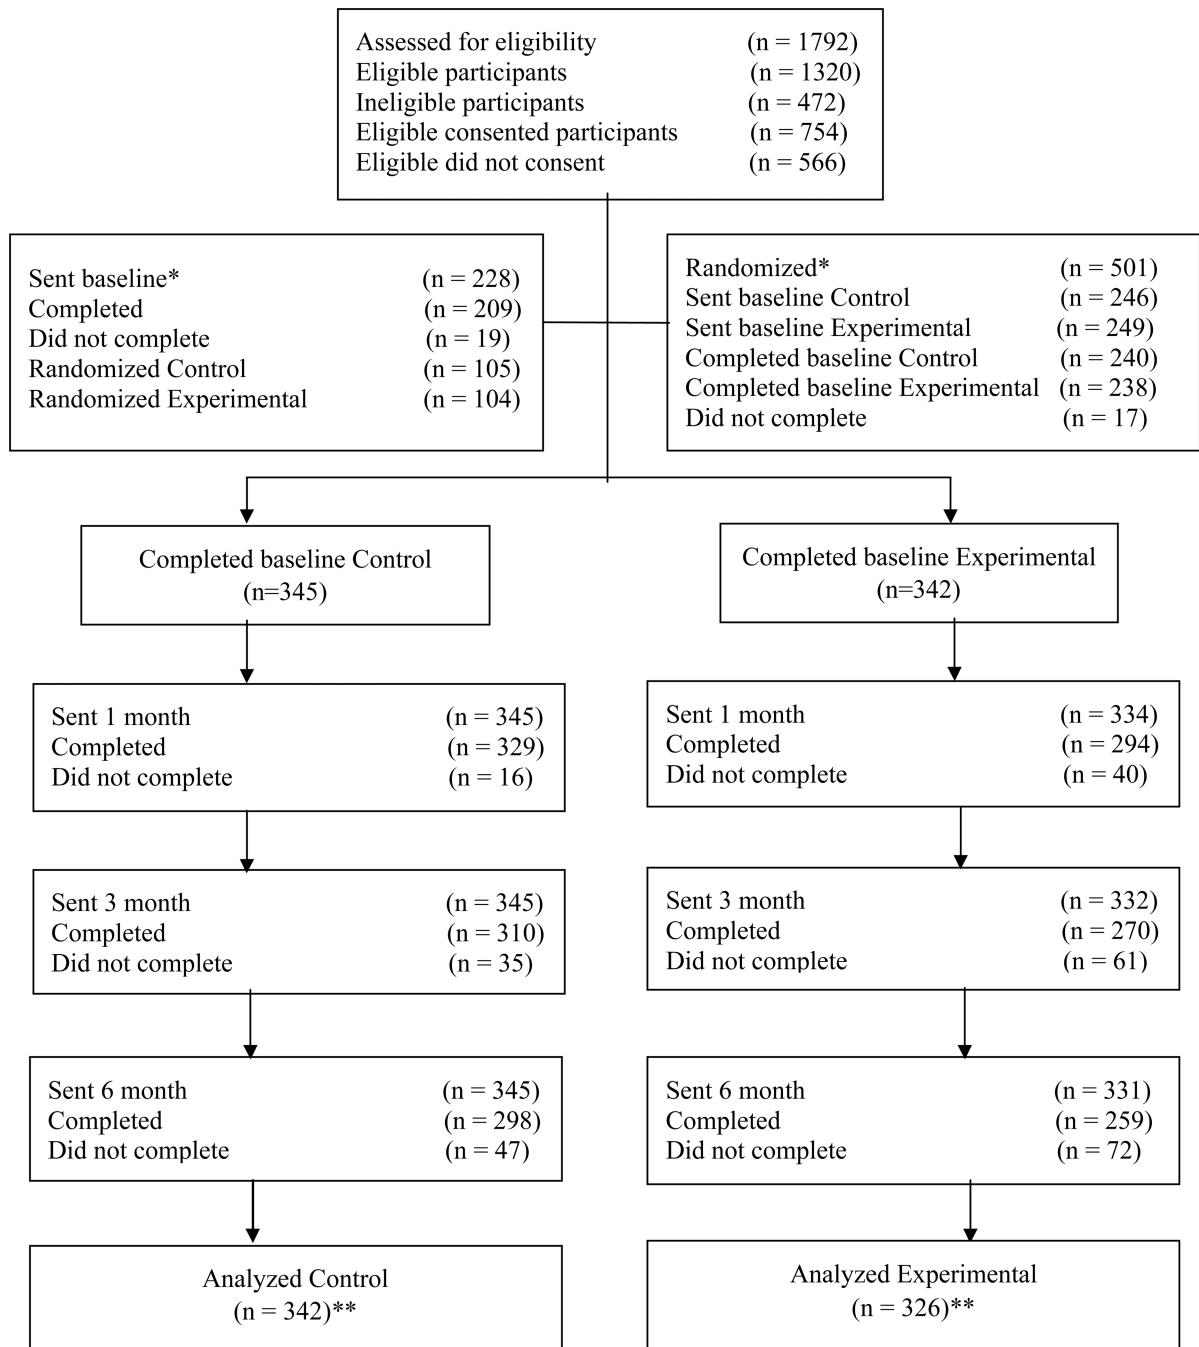 Assessed for eligibility (n = 1792)
Eligible participants (n = 1320)
Ineligible participants (n = 472)
Eligible consented participants (n = 754)
Eligible did not consent (n = 566)
Sent baseline* (n = 228)
Completed (n = 209)
Did not complete (n = 19)
Randomized Control (n = 105)
Randomized Experimental (n = 104)
Randomized* (n = 501)
Sent baseline Control (n = 246)
Sent baseline Experimental (n = 249)
Completed baseline Control (n = 240)
Completed baseline Experimental (n = 238)
Did not complete (n = 17)
Completed baseline Control
(n=345)
Completed baseline Experimental
(n=342)
Sent 1 month (n = 345)
Completed (n = 329)
Did not complete (n = 16)
Sent 1 month (n = 334)
Completed (n = 294)
Did not complete (n = 40)
Sent 3 month (n = 345)
Completed (n = 310)
Did not complete (n = 35)
Sent 3 month (n = 332)
Completed (n = 270)
Did not complete (n = 61)
Sent 6 month (n = 345)
Completed (n = 298)
Did not complete (n = 47)
Sent 6 month (n = 331)
Completed (n = 259)
Did not complete (n = 72)
Analyzed Control
(n = 342)**
Analyzed Experimental
(n = 326)**